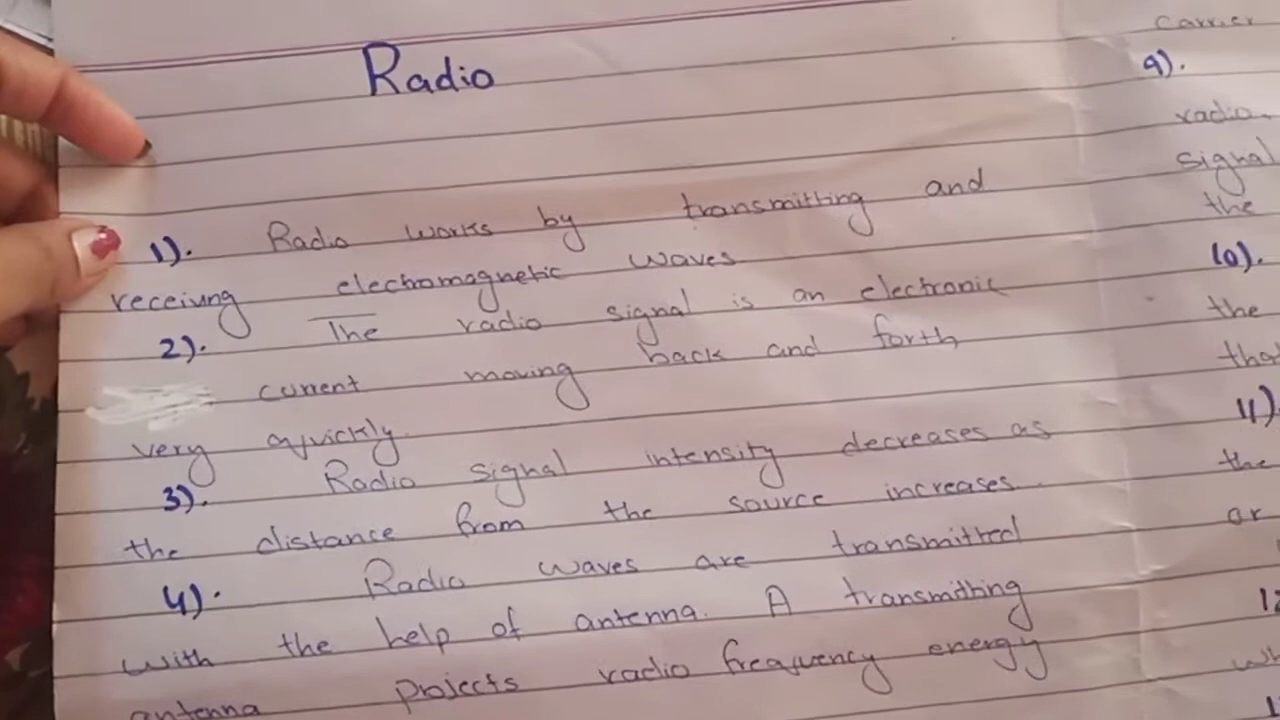 Radio
1). Radio works by transmitting and
receiving electromagnetic waves
2). The radio signal is an electronic
current moving back and forth
very quickly.
3). Radio signal intensity decreases as
the distance from the source increases.
4). Radio waves are transmitted
with the help of antenna. A transmitting
antenna projects radio frequency energy
carrier
9).
radio,
signal
the
10).
the
11).
the
or